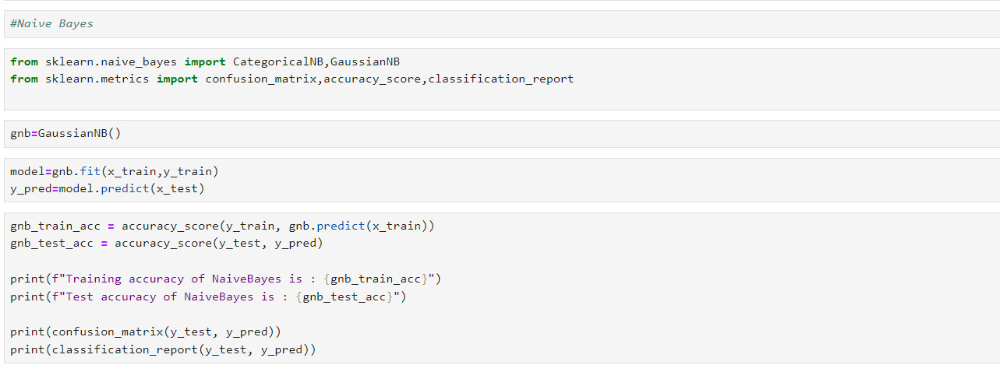 #Naive Bayes
from sklearn.naive_bayes import CategoricalNB,GaussianNB
from sklearn.metrics import confusion_matrix,accuracy_score,classification_report
gnb=GaussianNB()
model=gnb.fit(x_train,y_train)
y_pred=model.predict(x_test)
gnb_train_acc = accuracy_score(y_train, gnb.predict(x_train))
gnb_test_acc = accuracy_score(y_test, y_pred)
print(f"Training accuracy of NaiveBayes is : {gnb_train_acc}")
print(f"Test accuracy of NaiveBayes is : {gnb_test_acc}")
print(confusion_matrix(y_test, y_pred))
print(classification_report(y_test, y_pred))